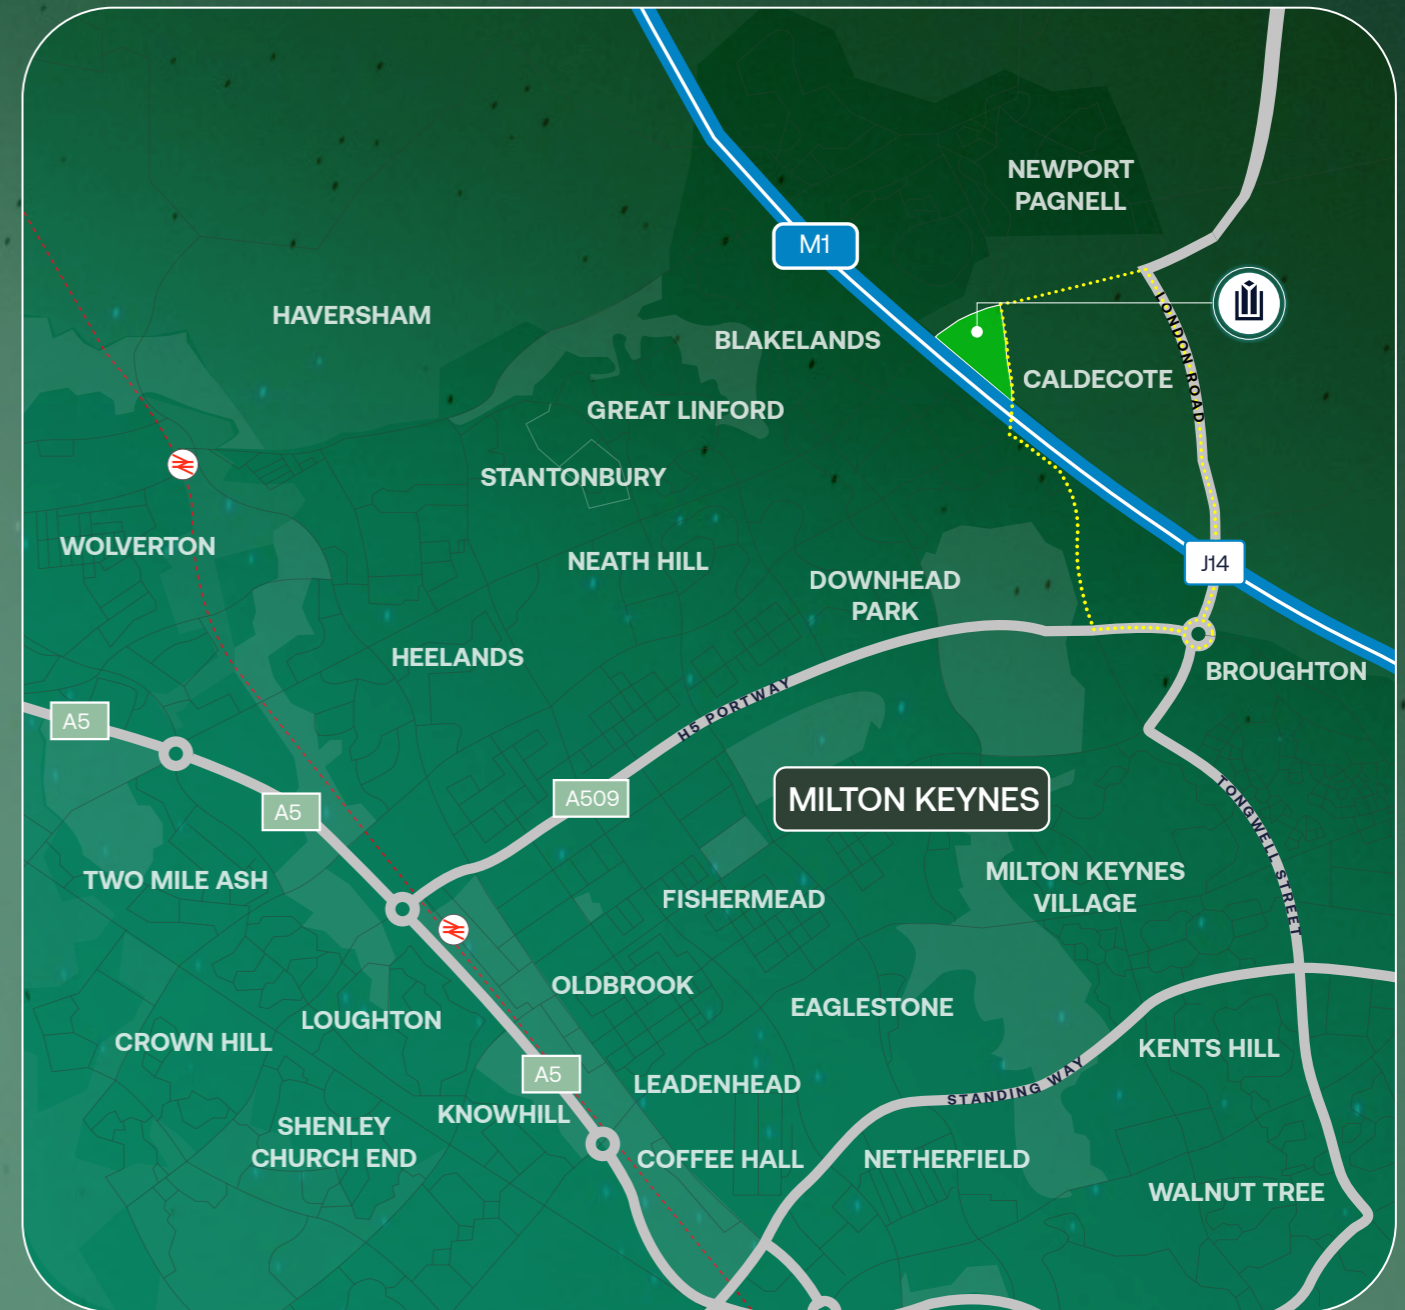 NEWPORT
PAGNELL
M1
HAVERSHAM
BLAKELANDS
LONDON ROAD
CALDECOTE
GREAT LINFORD
STANTONBURY
WOLVERTON
NEATH HILL
J14
DOWNHEAD
PARK
HEELANDS
BROUGHTON
H5 PORTWAY
A5
A509
MILTON KEYNES
A5
TONGWELL STREET
TWO MILE ASH
MILTON KEYNES
VILLAGE
FISHERMEAD
OLDBROOK
EAGLESTONE
LOUGHTON
CROWN HILL
KENTS HILL
A5
LEADENHEAD
STANDING WAY
KNOWHILL
SHENLEY
CHURCH END
COFFEE HALL
NETHERFIELD
WALNUT TREE